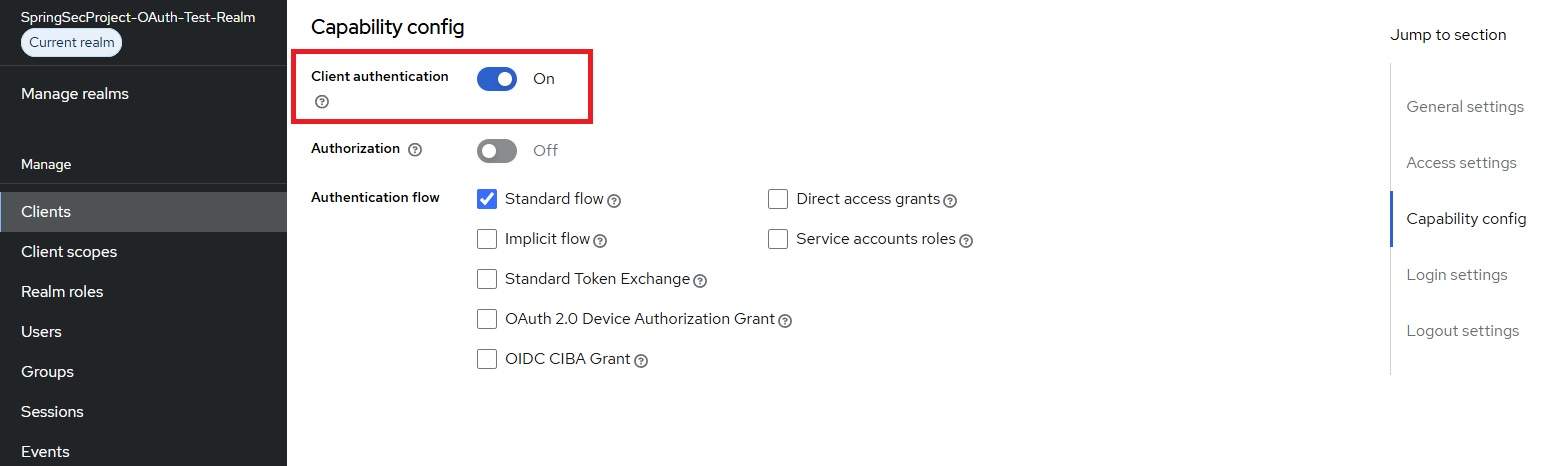 SpringSecProject-OAuth-Test-Realm
Current realm
Manage realms
Manage
Clients
Client scopes
Realm roles
Users
Groups
Sessions
Events
Capability config
Client authentication
On
Authorization
Off
Authentication flow
Standard flow
Direct access grants
Implicit flow
Service accounts roles
Standard Token Exchange
OAuth 2.0 Device Authorization Grant
OIDC CIBA Grant
Jump to section
General settings
Access settings
Capability config
Login settings
Logout settings